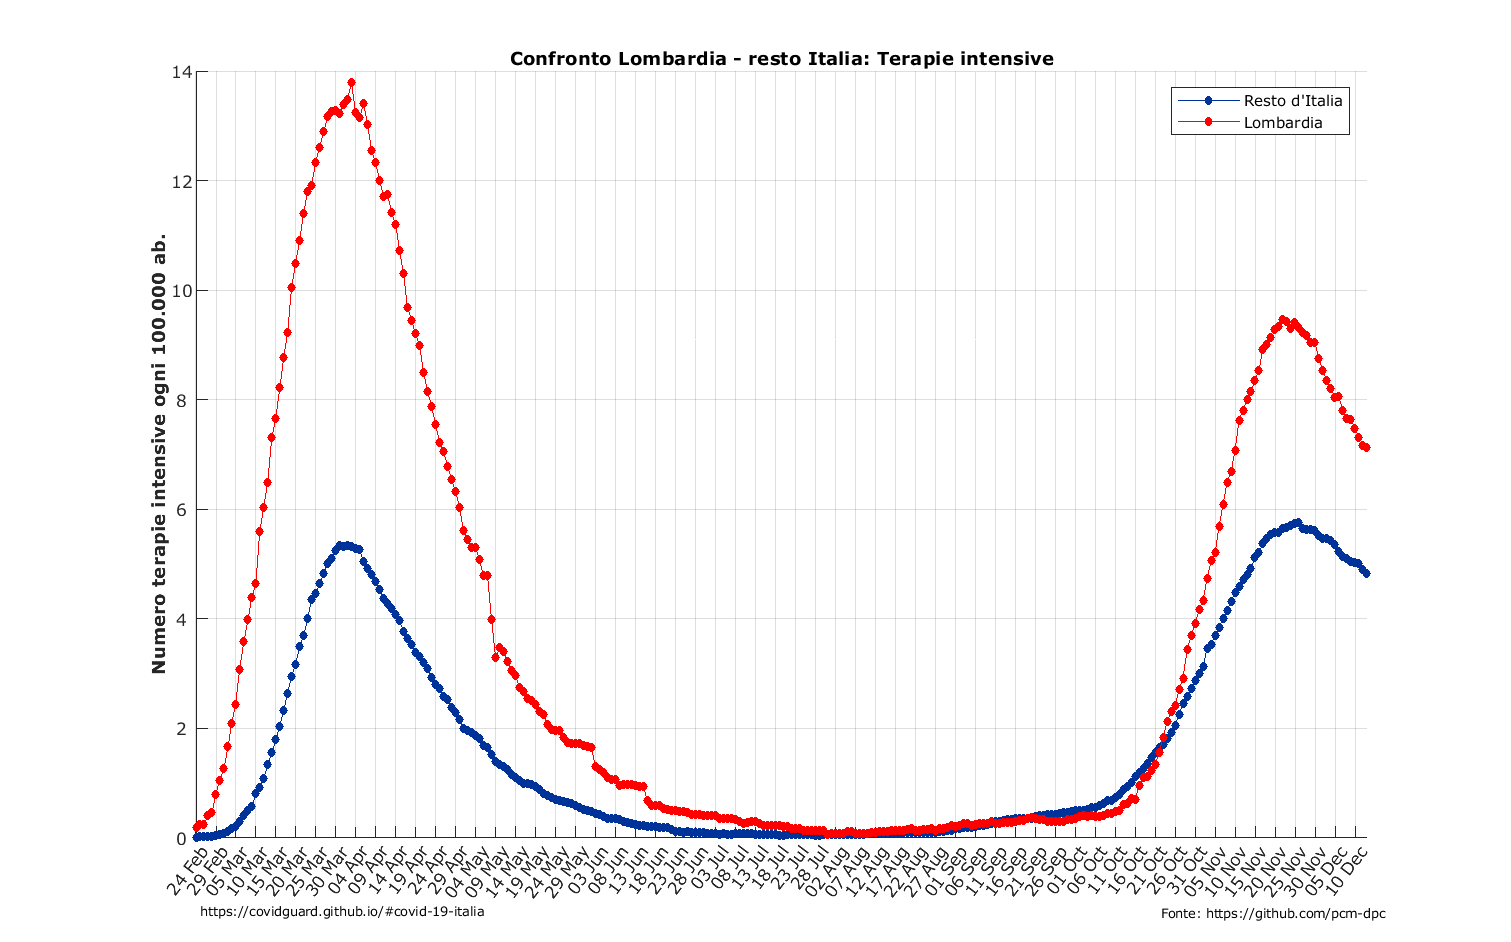 Confronto Lombardia - resto Italia: Terapie intensive
Numero terapie intensive ogni 100.000 ab.
14
12
10
8
6
4
2
0
Resto d'Italia
Lombardia
24 Feb
29 Feb
05 Mar
10 Mar
15 Mar
20 Mar
25 Mar
30 Mar
04 Apr
09 Apr
14 Apr
19 Apr
24 Apr
29 Apr
04 May
09 May
14 May
19 May
24 May
29 May
03 Jun
08 Jun
13 Jun
18 Jun
23 Jun
28 Jun
03 Jul
08 Jul
13 Jul
18 Jul
23 Jul
28 Jul
02 Aug
07 Aug
12 Aug
17 Aug
22 Aug
27 Aug
01 Sep
06 Sep
11 Sep
16 Sep
21 Sep
26 Sep
01 Oct
06 Oct
11 Oct
16 Oct
21 Oct
26 Oct
31 Oct
05 Nov
10 Nov
15 Nov
20 Nov
25 Nov
30 Nov
05 Dec
10 Dec
https://covidguard.github.io/#covid-19-italia
Fonte: https://github.com/pcm-dpc